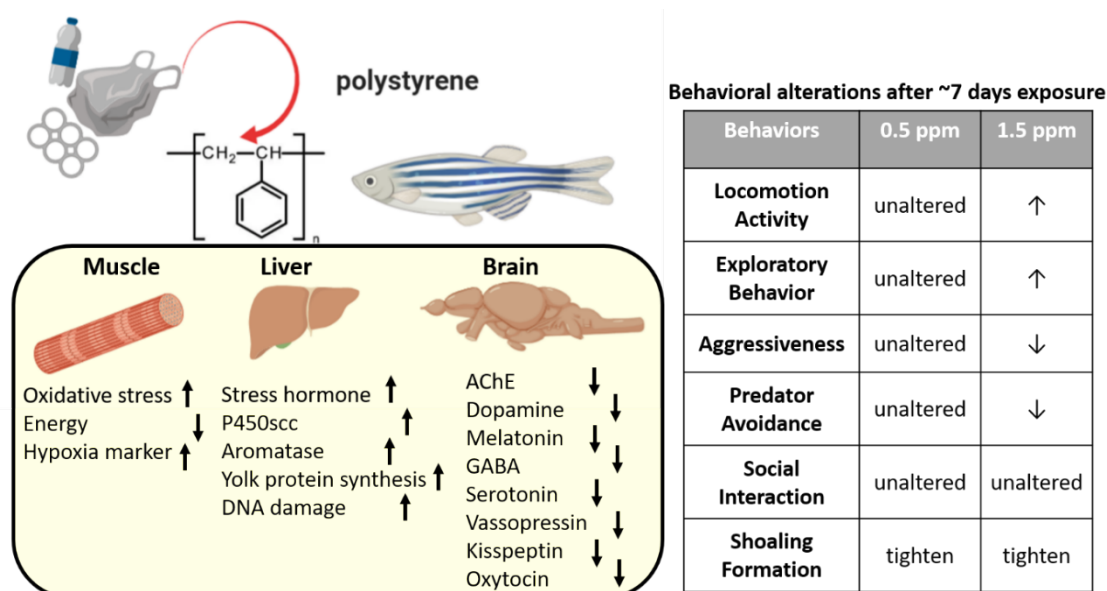 polystyrene
CH₂
CH
n
Muscle
Liver
Brain
Oxidative stress ↑
Energy ↓
Hypoxia marker ↑
Stress hormone ↑
P450scc ↑
Aromatase ↑
Yolk protein synthesis ↑
DNA damage ↑
AChE ↓
Dopamine ↓
Melatonin ↓
GABA ↓
Serotonin ↓
Vassopressin ↓
Kisspeptin ↓
Oxytocin ↓
Behavioral alterations after ~7 days exposure
Behaviors 0.5 ppm 1.5 ppm
Locomotion
Activity unaltered ↑
Exploratory
Behavior unaltered ↑
Aggressiveness unaltered ↓
Predator
Avoidance unaltered ↓
Social
Interaction unaltered unaltered
Shoaling
Formation tighten tighten